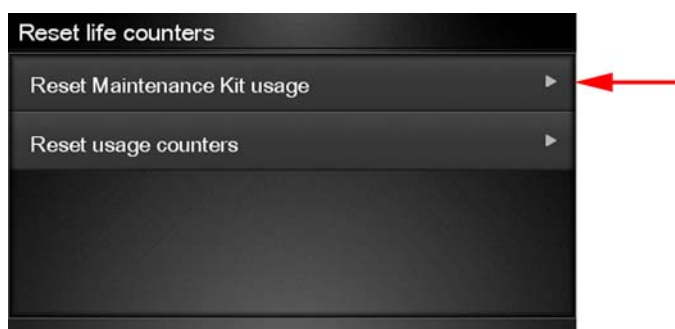 Reset life counters
Reset Maintenance Kit usage
Reset usage counters